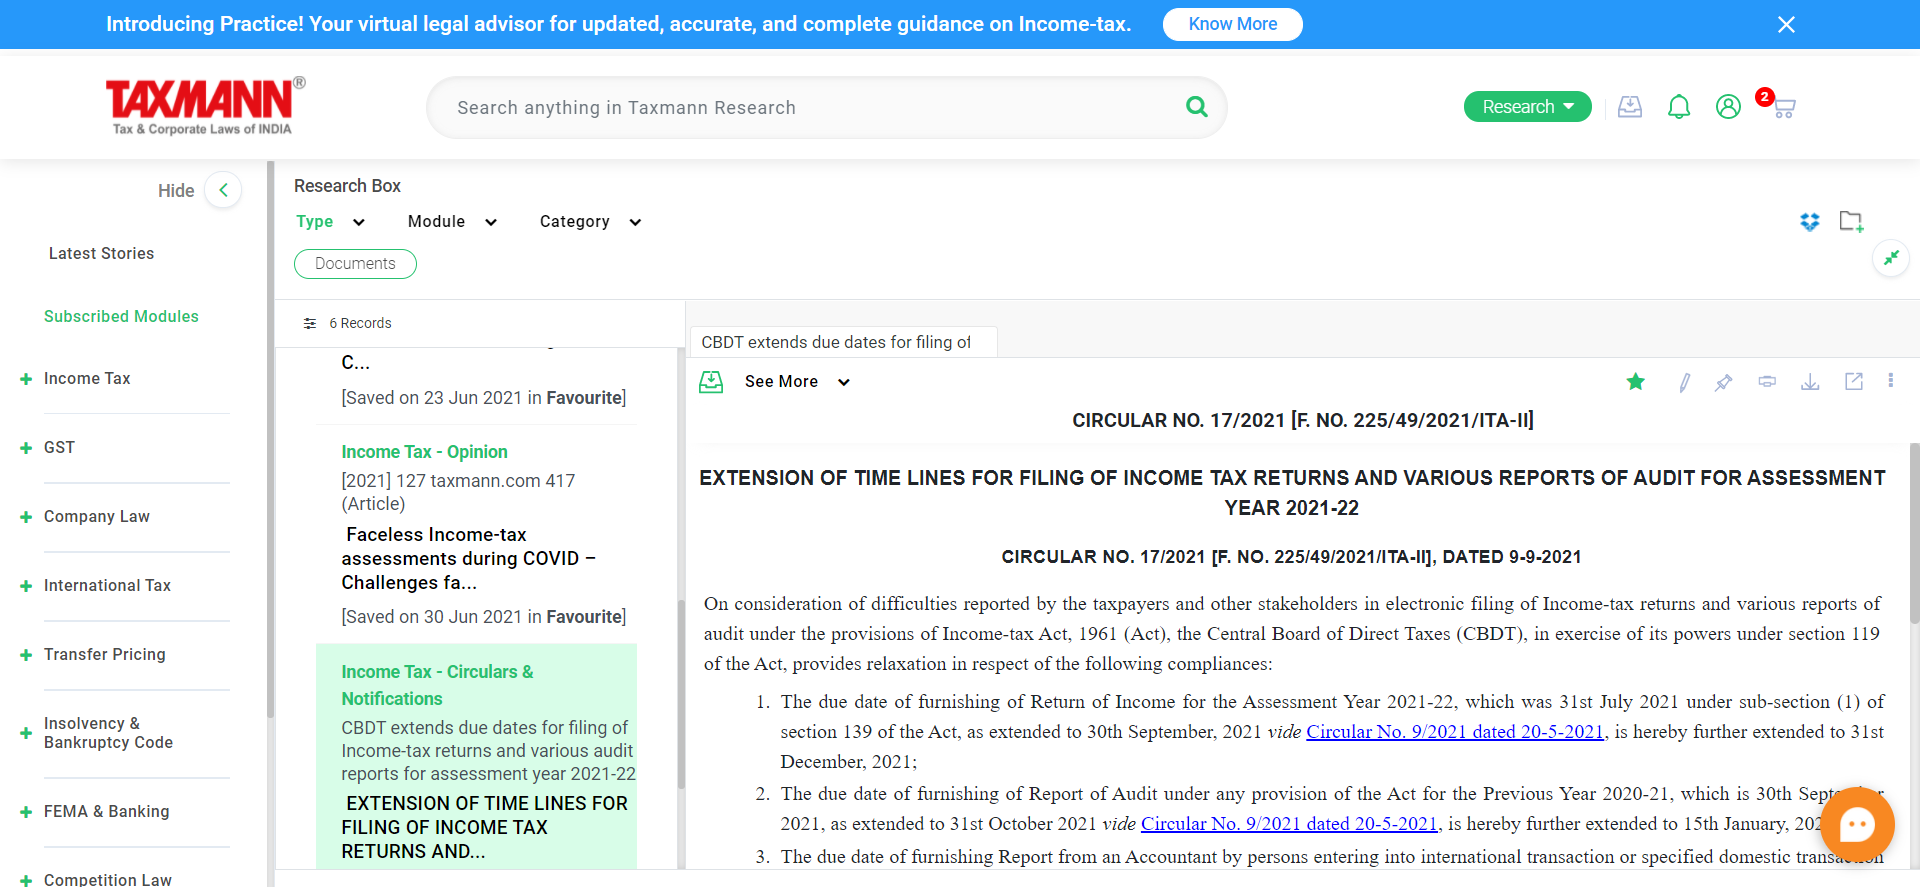 Introducing Practice! Your virtual legal advisor for updated, accurate, and complete guidance on Income-tax.
Know More
TAXMANN®
Tax & Corporate Laws of INDIA
Search anything in Taxmann Research
Research
2
Hide
Latest Stories
Subscribed Modules
Income Tax
GST
Company Law
International Tax
Transfer Pricing
Insolvency &
Bankruptcy Code
FEMA & Banking
Competition Law
Research Box
Type
Module
Category
Documents
6 Records
C...
[Saved on 23 Jun 2021 in Favourite]
Income Tax - Opinion
[2021] 127 taxmann.com 417
(Article)
Faceless Income-tax
assessments during COVID –
Challenges fa...
[Saved on 30 Jun 2021 in Favourite]
Income Tax - Circulars &
Notifications
CBDT extends due dates for filing of
Income-tax returns and various audit
reports for assessment year 2021-22
EXTENSION OF TIME LINES FOR
FILING OF INCOME TAX
RETURNS AND...
CBDT extends due dates for filing of
See More
CIRCULAR NO. 17/2021 [F. NO. 225/49/2021/ITA-II]
EXTENSION OF TIME LINES FOR FILING OF INCOME TAX RETURNS AND VARIOUS REPORTS OF AUDIT FOR ASSESSMENT
YEAR 2021-22
CIRCULAR NO. 17/2021 [F. NO. 225/49/2021/ITA-II], DATED 9-9-2021
On consideration of difficulties reported by the taxpayers and other stakeholders in electronic filing of Income-tax returns and various reports of
audit under the provisions of Income-tax Act, 1961 (Act), the Central Board of Direct Taxes (CBDT), in exercise of its powers under section 119
of the Act, provides relaxation in respect of the following compliances:
1. The due date of furnishing of Return of Income for the Assessment Year 2021-22, which was 31st July 2021 under sub-section (1) of
section 139 of the Act, as extended to 30th September, 2021 vide Circular No. 9/2021 dated 20-5-2021, is hereby further extended to 31st
December, 2021;
2. The due date of furnishing of Report of Audit under any provision of the Act for the Previous Year 2020-21, which is 30th
2021, as extended to 31st October 2021 vide Circular No. 9/2021 dated 20-5-2021, is hereby further extended to 15th January,
3. The due date of furnishing Report from an Accountant by persons entering into international transaction or specified domestic transaction